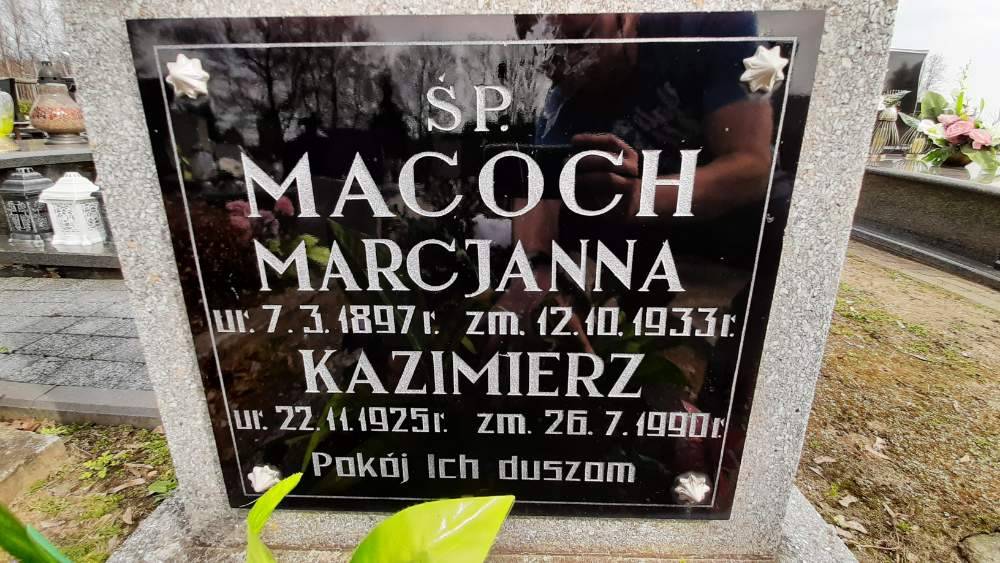 ŚP.
MACOCH
MARCJANNA
ur. 7. 3. 1897 r. zm. 12. 10. 1933 r.
KAZIMIERZ
ur. 22. 11. 1925 r. zm. 26. 7. 1990 r.
Pokój Ich duszom